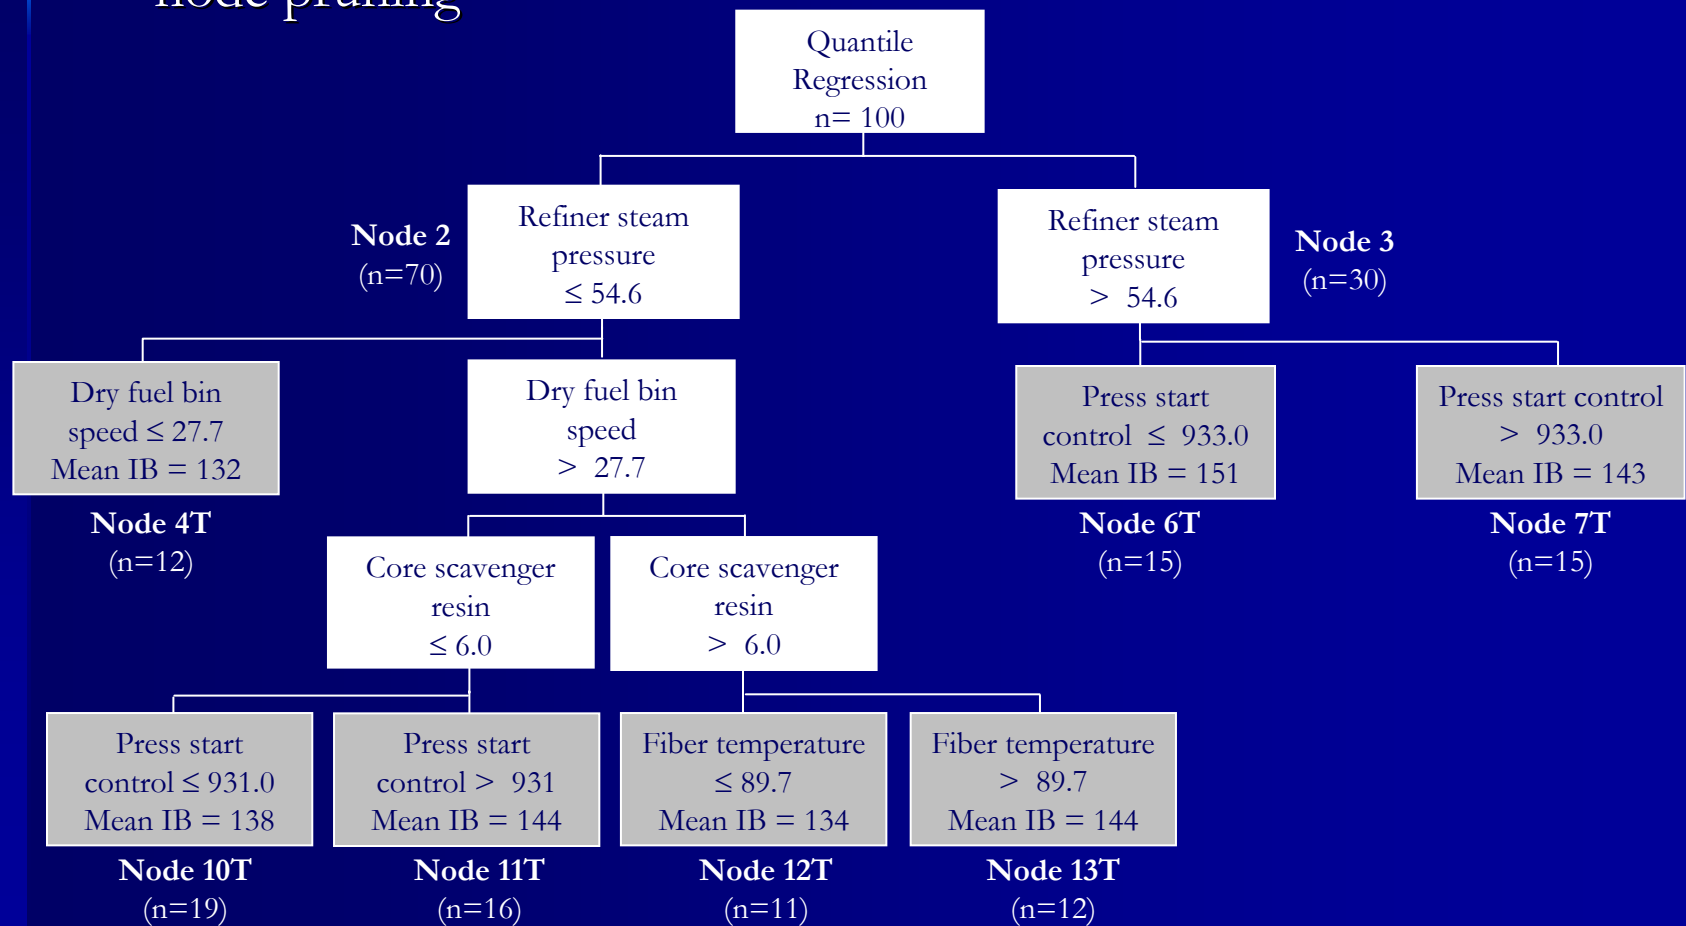 node pruning
Quantile
Regression
n= 100
Node 2
(n=70)
Refiner steam
pressure
≤ 54.6
Refiner steam
pressure
> 54.6
Node 3
(n=30)
Dry fuel bin
speed ≤ 27.7
Mean IB = 132
Node 4T
(n=12)
Dry fuel bin
speed
> 27.7
Press start
control ≤ 933.0
Mean IB = 151
Node 6T
(n=15)
Press start control
> 933.0
Mean IB = 143
Node 7T
(n=15)
Core scavenger
resin
≤ 6.0
Core scavenger
resin
> 6.0
Press start
control ≤ 931.0
Mean IB = 138
Node 10T
(n=19)
Press start
control > 931
Mean IB = 144
Node 11T
(n=16)
Fiber temperature
≤ 89.7
Mean IB = 134
Node 12T
(n=11)
Fiber temperature
> 89.7
Mean IB = 144
Node 13T
(n=12)